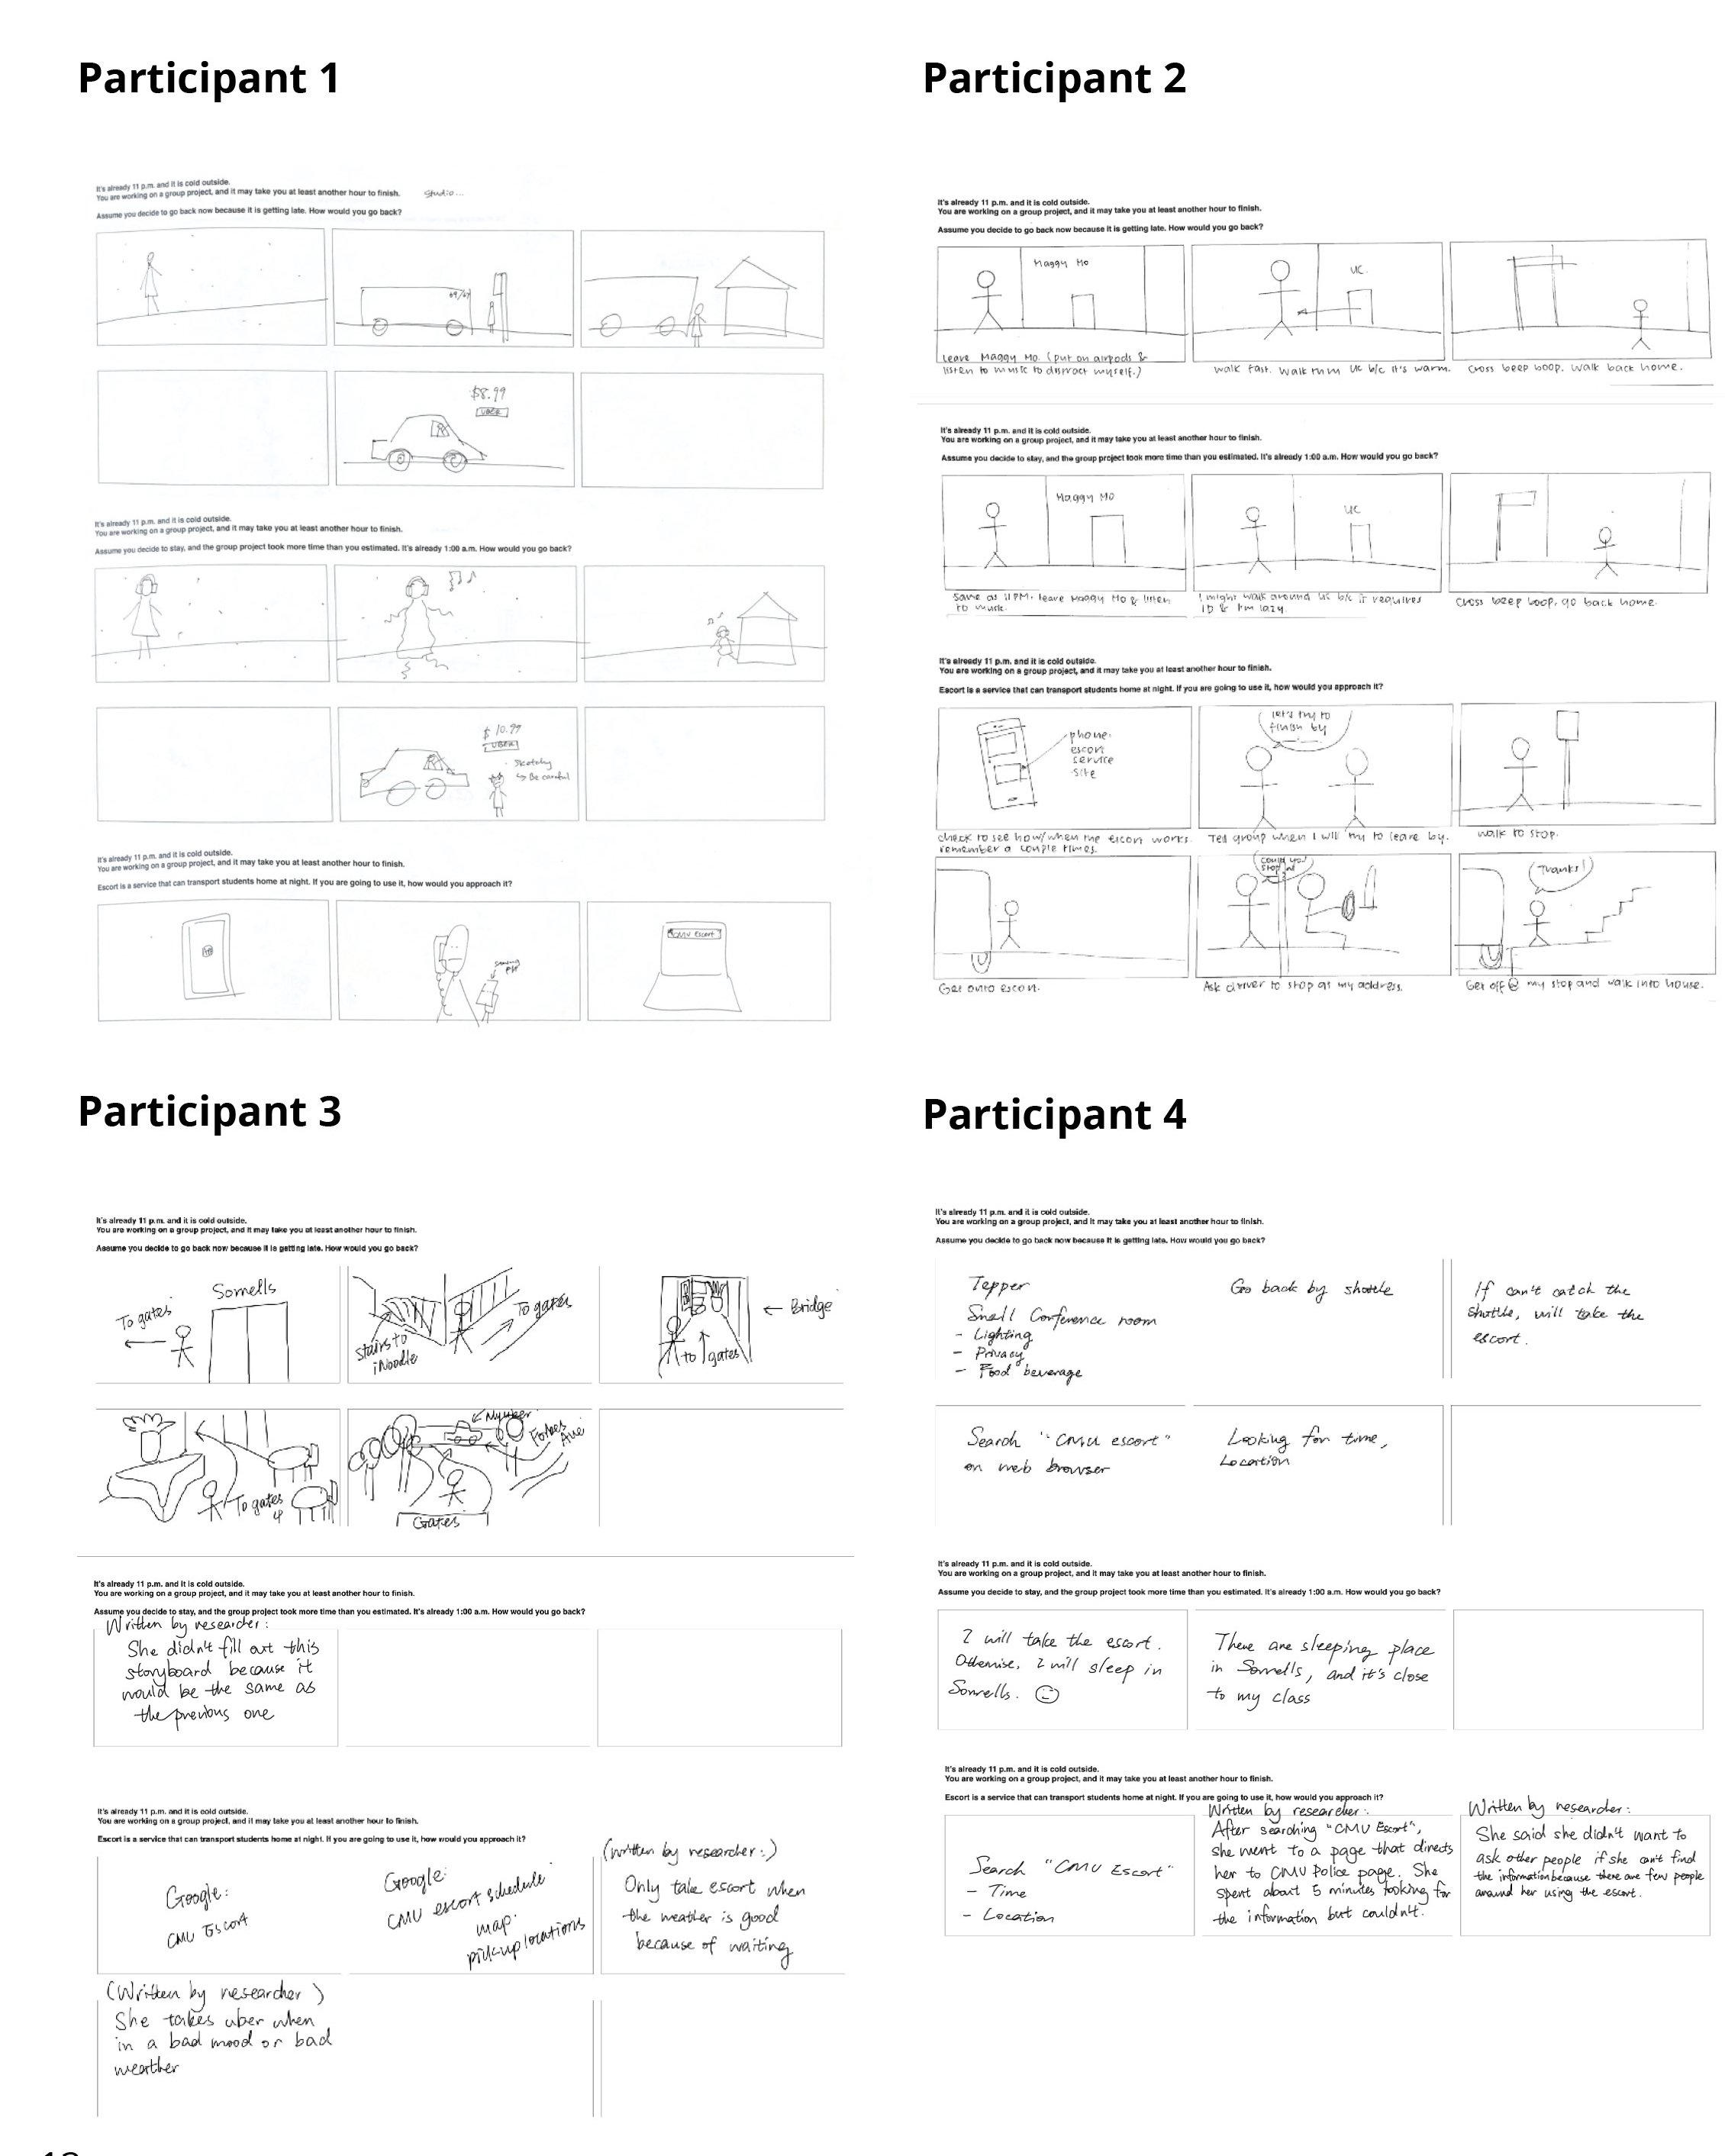 Participant 1
It's already 11 p.m. and it is cold outside.
You are working on a group project, and it may take you at least another hour to finish.
Studio...
Assume you decide to go back now because it is getting late. How would you go back?
$8.99
UBER
It's already 11 p.m. and it is cold outside.
You are working on a group project, and it may take you at least another hour to finish.
Assume you decide to stay, and the group project took more time than you estimated. It's already 1:00 a.m. How would you go back?
$10.99
UBER
Sketchy
↳ Be careful
It's already 11 p.m. and it is cold outside.
You are working on a group project, and it may take you at least another hour to finish.
Escort is a service that can transport students home at night. If you are going to use it, how would you approach it?
CMU Escort
Participant 2
It's already 11 p.m. and it is cold outside.
You are working on a group project, and it may take you at least another hour to finish.
Assume you decide to go back now because it is getting late. How would you go back?
Maggy Mo
UC
leave Maggy Mo. (put on airpods &
listen to music to distract myself.)
walk fast. walk thru UC b/c it's warm.
cross beep boop. walk back home.
It's already 11 p.m. and it is cold outside.
You are working on a group project, and it may take you at least another hour to finish.
Assume you decide to stay, and the group project took more time than you estimated. It's already 1:00 a.m. How would you go back?
Maggy Mo
UC
same as 11PM. leave Maggy Mo & listen
to music.
I might walk around UC b/c it requires
ID & I'm lazy.
cross beep boop, go back home.
It's already 11 p.m. and it is cold outside.
You are working on a group project, and it may take you at least another hour to finish.
Escort is a service that can transport students home at night. If you are going to use it, how would you approach it?
phone.
escort
service
site
let's try to
finish by
check to see how/when the escort works.
remember a couple times.
Tell group when I will try to leave by.
walk to stop.
could you
stop at
Thanks!
Get onto escort.
Ask driver to stop at my address.
Get off @ my stop and walk into house.
Participant 3
It's already 11 p.m. and it is cold outside.
You are working on a group project, and it may take you at least another hour to finish.
Assume you decide to go back now because it is getting late. How would you go back?
Sorrells
To gates
Stairs to
iNoodle
To gates
← Bridge
to gates
To gates
4
← My Uber
Forbes
Ave
Gates
It's already 11 p.m. and it is cold outside.
You are working on a group project, and it may take you at least another hour to finish.
Assume you decide to stay, and the group project took more time than you estimated. It's already 1:00 a.m. How would you go back?
Written by researcher:
She didn't fill out this
storyboard because it
would be the same as
the previous one
It's already 11 p.m. and it is cold outside.
You are working on a group project, and it may take you at least another hour to finish.
Escort is a service that can transport students home at night. If you are going to use it, how would you approach it?
Google:
CMU Escort
Google:
CMU escort schedule
map.
pick-up locations
(written by researcher:)
Only take escort when
the weather is good
because of waiting
(Written by researcher)
She takes uber when
in a bad mood or bad
weather
Participant 4
It's already 11 p.m. and it is cold outside.
You are working on a group project, and it may take you at least another hour to finish.
Assume you decide to go back now because it is getting late. How would you go back?
Tepper
Small Conference room
- Lighting
- Privacy
- Food beverage
Go back by shuttle
If can't catch the
shuttle, will take the
escort.
Search "CMU escort"
on web browser
Looking for time,
Location
It's already 11 p.m. and it is cold outside.
You are working on a group project, and it may take you at least another hour to finish.
Assume you decide to stay, and the group project took more time than you estimated. It's already 1:00 a.m. How would you go back?
I will take the escort.
Otherwise, I will sleep in
Sorrells.
There are sleeping place
in Sorrells, and it's close
to my class
It's already 11 p.m. and it is cold outside.
You are working on a group project, and it may take you at least another hour to finish.
Escort is a service that can transport students home at night. If you are going to use it, how would you approach it?
Search "CMU Escort"
- Time
- Location
Written by researcher:
After searching "CMU Escort",
she went to a page that directs
her to CMU Police page. She
spent about 5 minutes looking for
the information but couldn't.
Written by researcher:
She said she didn't want to
ask other people if she can't find
the information because there are few people
around her using the escort.